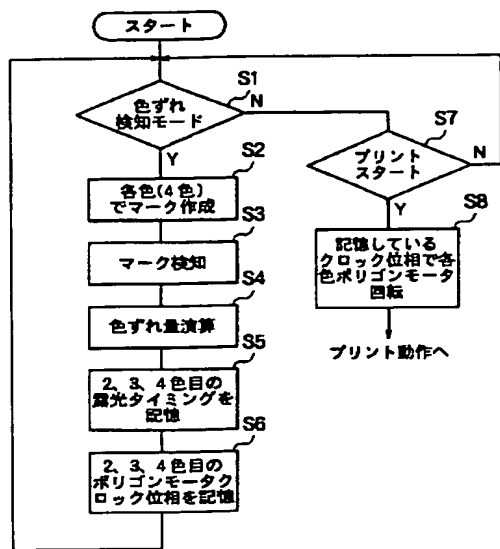 スタート
S1
色ずれ
検知モード
N
Y
S2
各色(4色)
でマーク作成
S3
マーク検知
S4
色ずれ量演算
S5
2、3、4色目の
露光タイミングを
記憶
S6
2、3、4色目の
ポリゴンモータク
ロック位相を記憶
S7
プリント
スタート
N
Y
S8
記憶している
クロック位相で各
色ポリゴンモータ
回転
プリント動作へ